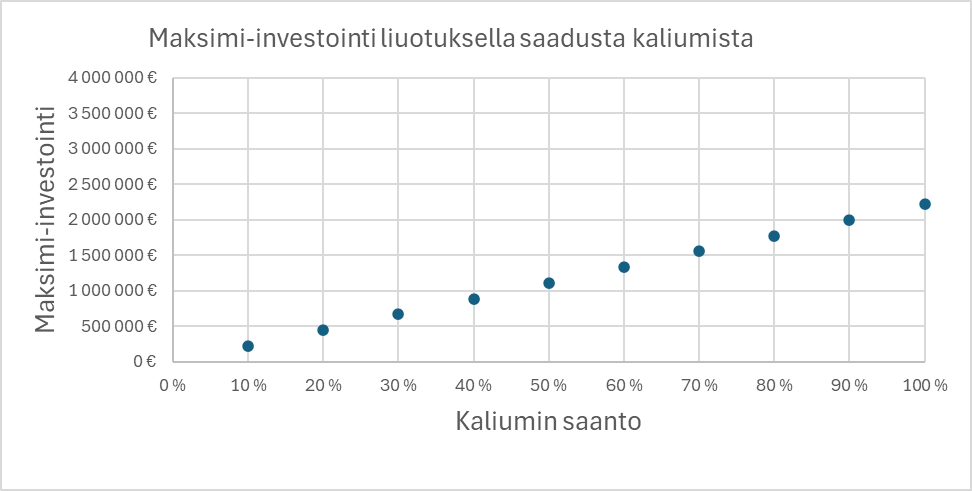 Maksimi-investointi liuotuksella saadusta kaliumista
Maksimi-investointi
4 000 000 €
3 500 000 €
3 000 000 €
2 500 000 €
2 000 000 €
1 500 000 €
1 000 000 €
500 000 €
0 €
0 % 10 % 20 % 30 % 40 % 50 % 60 % 70 % 80 % 90 % 100 %
Kaliumin saanto